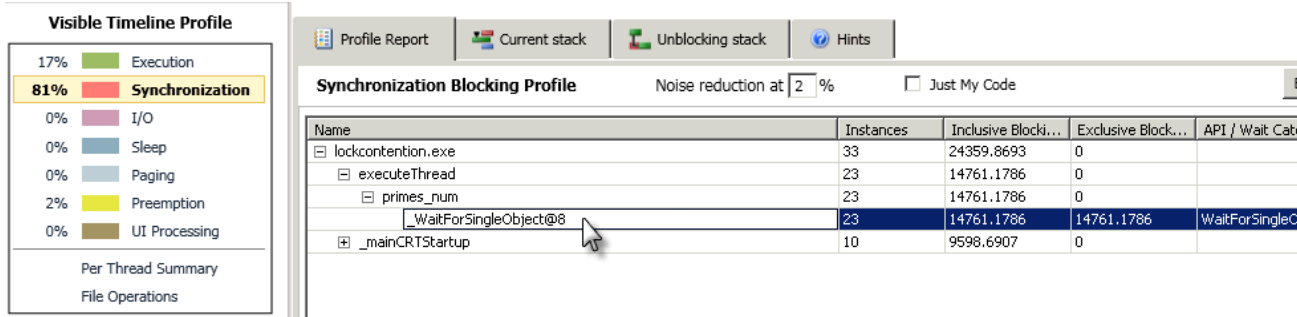 Visible Timeline Profile
17% Execution
81% Synchronization
0% I/O
0% Sleep
0% Paging
2% Preemption
0% UI Processing
Per Thread Summary
File Operations
Profile Report Current stack Unblocking stack Hints
Synchronization Blocking Profile Noise reduction at 2 % Just My Code
Name Instances Inclusive Blocki... Exclusive Block... API / Wait Cat
lockcontention.exe 33 24359.8693 0
executeThread 23 14761.1786 0
primes_num 23 14761.1786 0
_WaitForSingleObject@8 23 14761.1786 14761.1786 WaitForSingleO
_mainCRTStartup 10 9598.6907 0